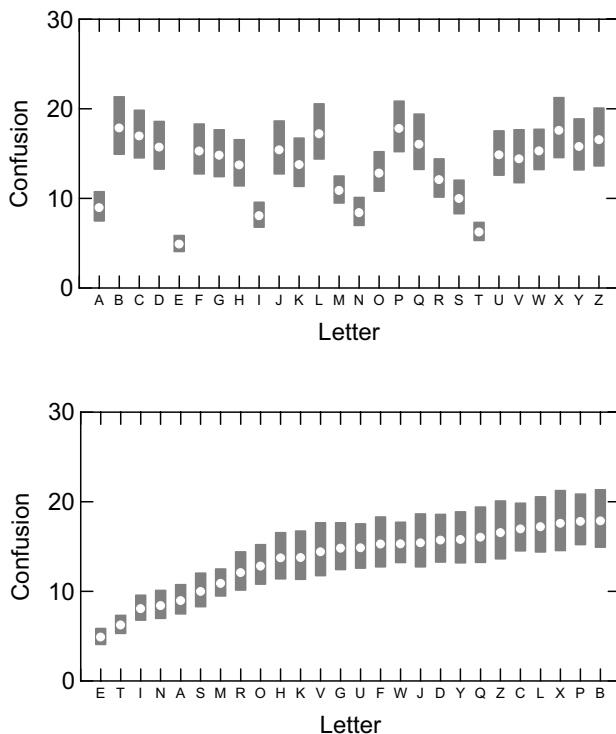 30
20
10
0
Confusion
A B C D E F G H I J K L M N O P Q R S T U V W X Y Z
Letter
30
20
10
0
Confusion
E T I N A S M R O H K V G U F W J D Y Q Z C L X P B
Letter